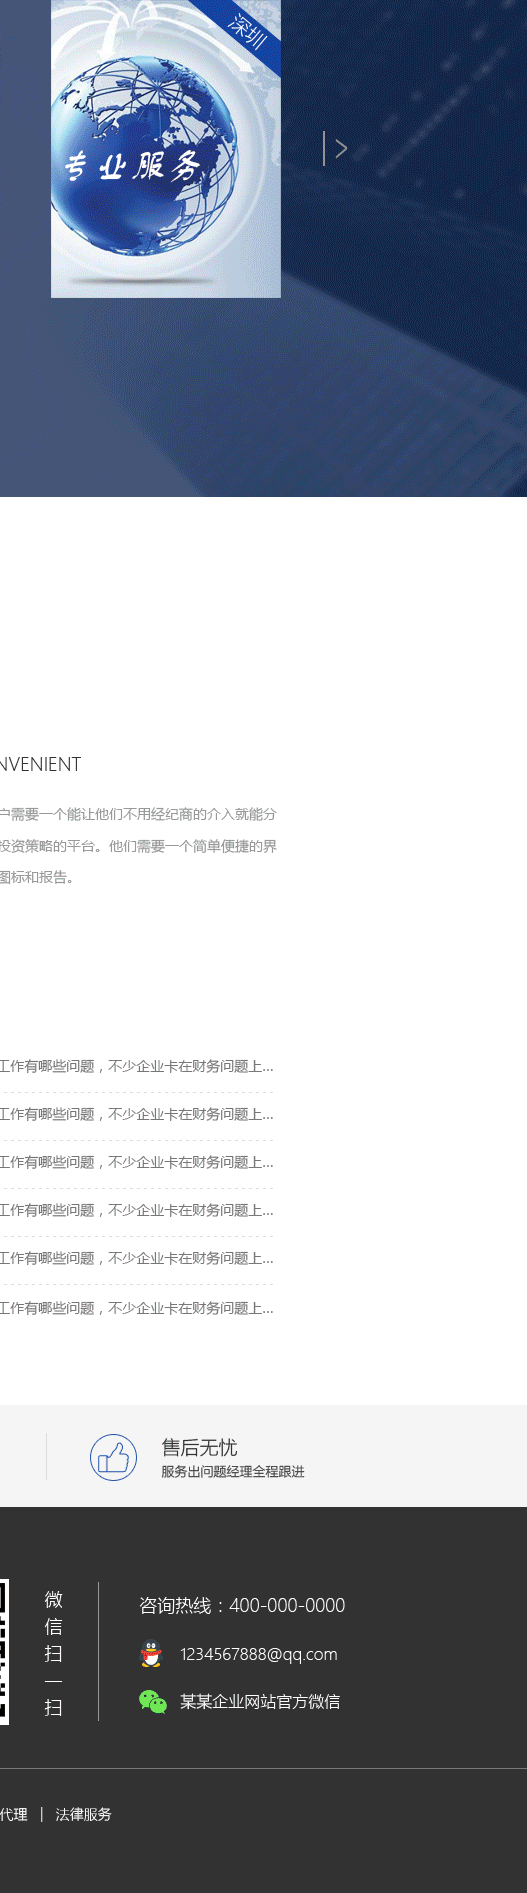 深圳
专业服务
NVENIENT
户需要一个能让他们不用经纪商的介入就能分
投资策略的平台。他们需要一个简单便捷的界
图标和报告。
工作有哪些问题，不少企业卡在财务问题上...
工作有哪些问题，不少企业卡在财务问题上...
工作有哪些问题，不少企业卡在财务问题上...
工作有哪些问题，不少企业卡在财务问题上...
工作有哪些问题，不少企业卡在财务问题上...
工作有哪些问题，不少企业卡在财务问题上...
售后无忧
服务出问题经理全程跟进
微信扫一扫
咨询热线：400-000-0000
1234567888@qq.com
某某企业网站官方微信
代理 | 法律服务